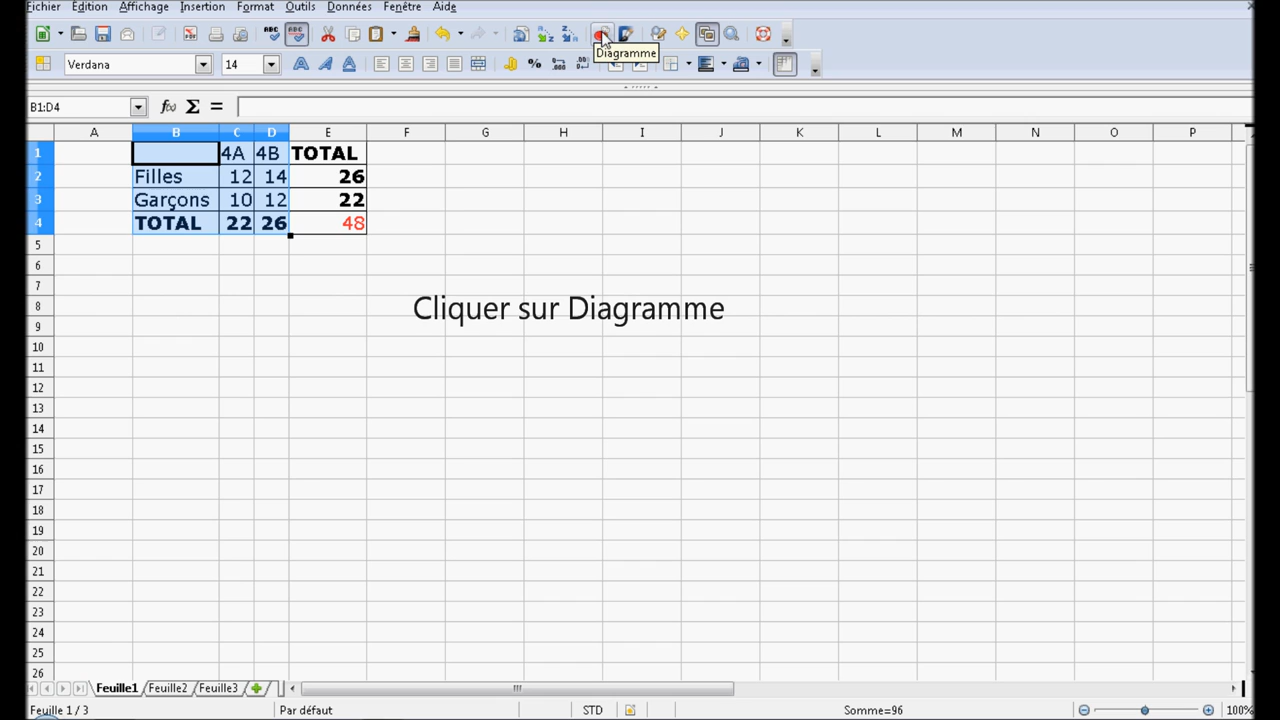 Fichier Edition Affichage Insertion Format Outils Données Fenêtre Aide
Diagramme
Verdana 14
B1:D4
A B C D E F G H I J K L M N O P
1 4A 4B TOTAL
2 Filles 12 14 26
3 Garçons 10 12 22
4 TOTAL 22 26 48
5
6
7
8
Cliquer sur Diagramme
9
10
11
12
13
14
15
16
17
18
19
20
21
22
23
24
25
26
Feuille1 Feuille2 Feuille3
Feuille 1 / 3 Par défaut STD Somme=96 100%